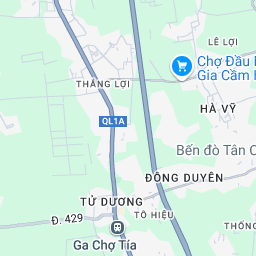 LÊ LỢI
Chợ Đầu
Gia Cầm
THẮNG LỢI
HÀ VỸ
QL1A
Bến đò Tân
ĐÔNG DUYÊN
TỬ DƯƠNG
TÔ HIỆU
Đ. 429
THỐNG
Ga Chợ Tía